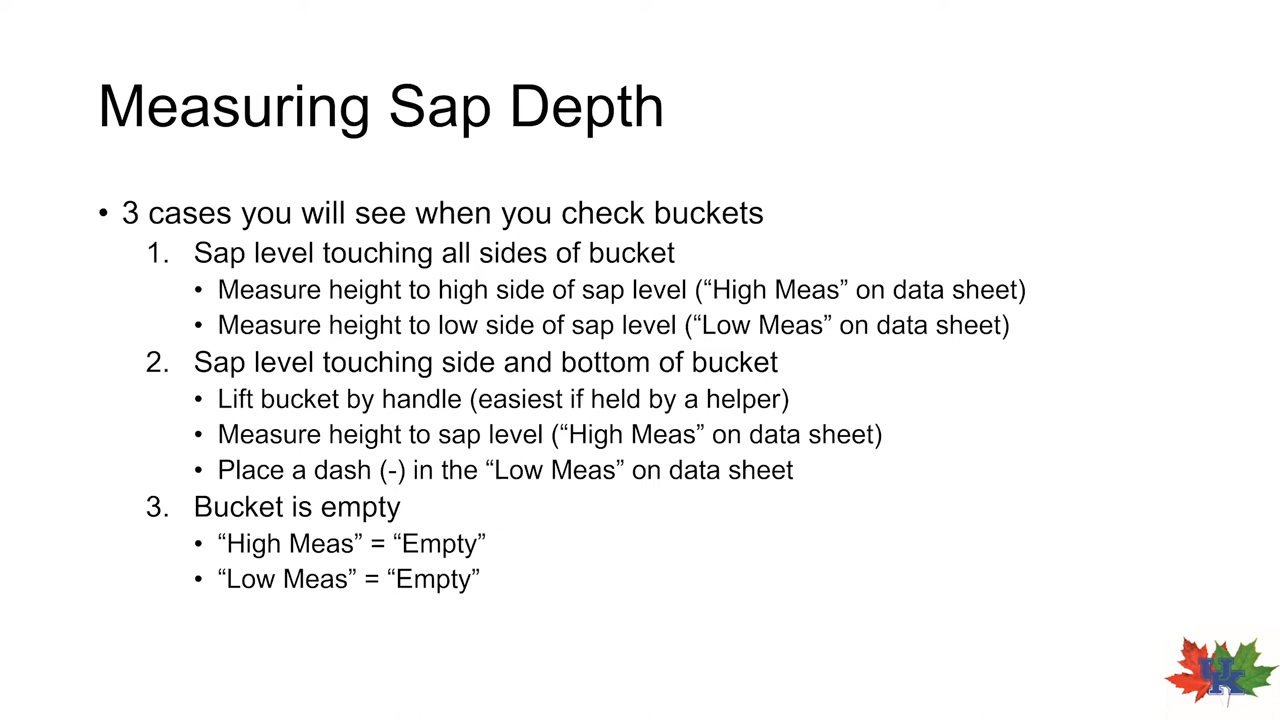 Measuring Sap Depth
• 3 cases you will see when you check buckets
1. Sap level touching all sides of bucket
• Measure height to high side of sap level (“High Meas” on data sheet)
• Measure height to low side of sap level (“Low Meas” on data sheet)
2. Sap level touching side and bottom of bucket
• Lift bucket by handle (easiest if held by a helper)
• Measure height to sap level (“High Meas” on data sheet)
• Place a dash (-) in the “Low Meas” on data sheet
3. Bucket is empty
• “High Meas” = “Empty”
• “Low Meas” = “Empty”
UK